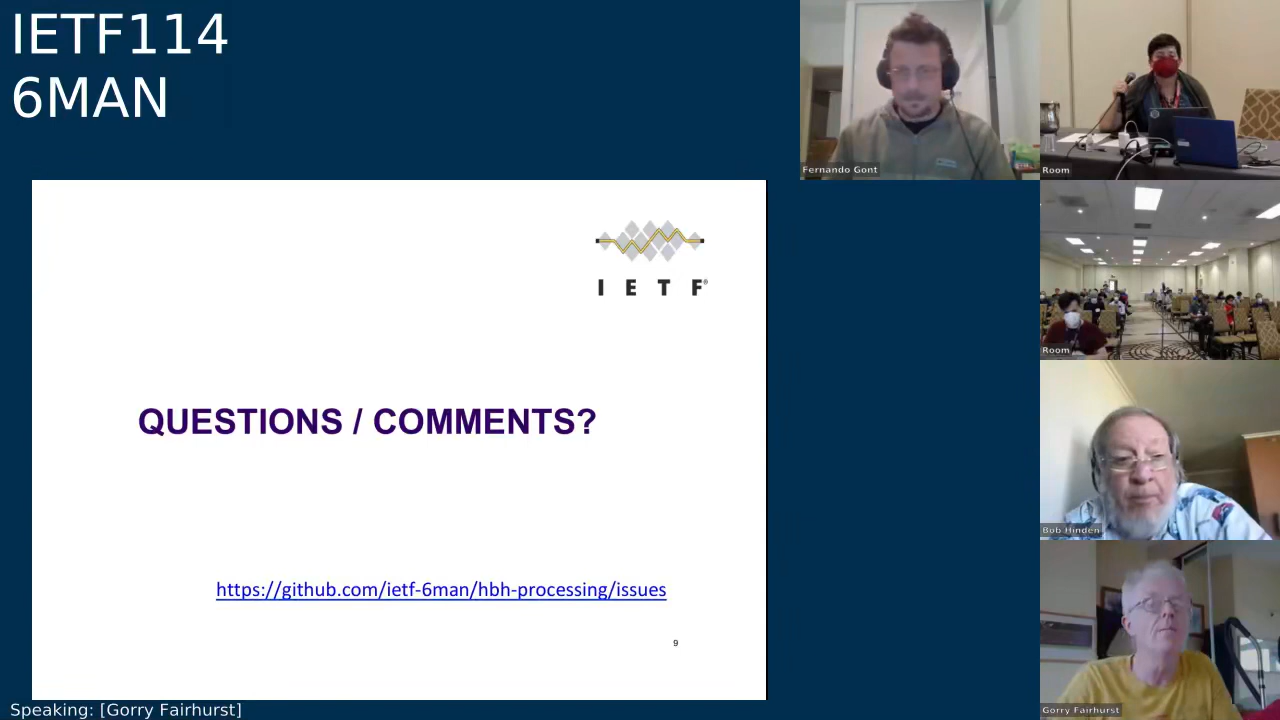 IETF114
6MAN
Fernando Gont
Room
IETF®
QUESTIONS / COMMENTS?
https://github.com/ietf-6man/hbh-processing/issues
9
Room
Bob Hinden
Gorry Fairhurst
Speaking: [Gorry Fairhurst]